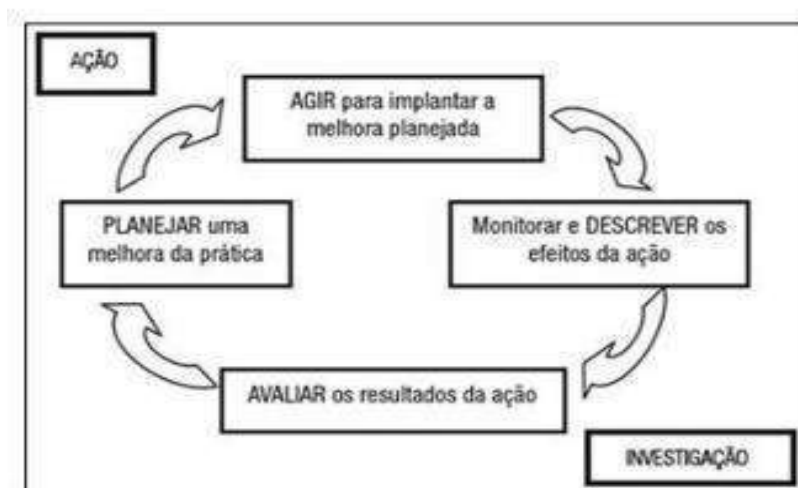 AÇÃO
AGIR para implantar a
melhora planejada
PLANEJAR uma
melhora da prática
Monitorar e DESCREVER os
efeitos da ação
AVALIAR os resultados da ação
INVESTIGAÇÃO